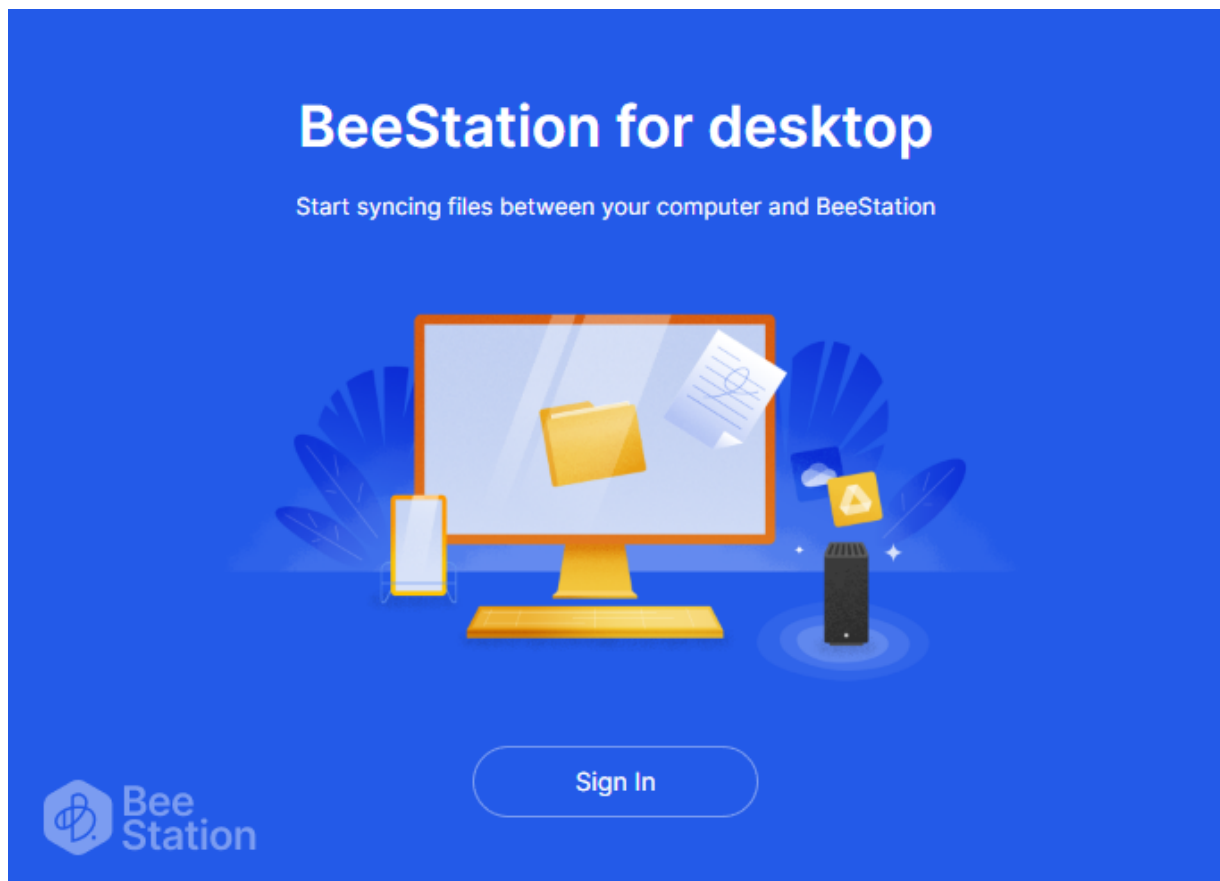 BeeStation for desktop
Start syncing files between your computer and BeeStation
Sign In
Bee
Station